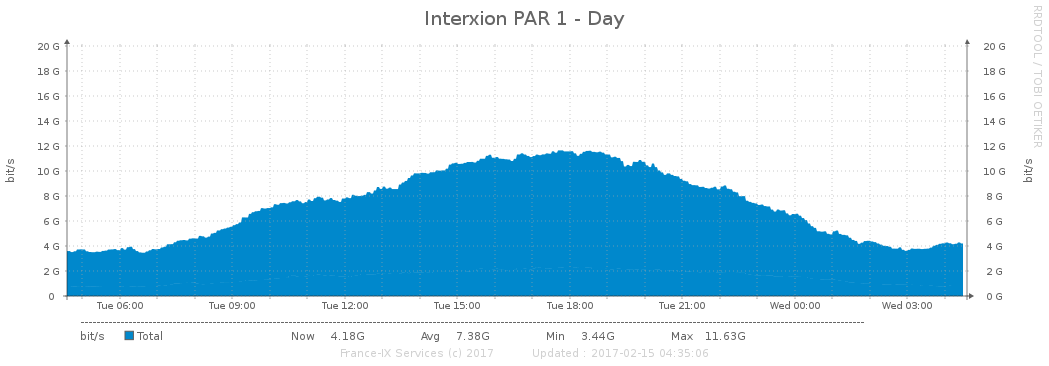 Interxion PAR 1 - Day
RRDTOOL / TOBI OETIKER
bit/s
20 G 20 G
18 G 18 G
16 G 16 G
14 G 14 G
12 G 12 G
10 G 10 G
8 G 8 G
6 G 6 G
4 G 4 G
2 G 2 G
0 0 G
bit/s
Tue 06:00 Tue 09:00 Tue 12:00 Tue 15:00 Tue 18:00 Tue 21:00 Wed 00:00 Wed 03:00
bit/s Total Now 4.18G Avg 7.38G Min 3.44G Max 11.63G
France-IX Services (c) 2017 Updated : 2017-02-15 04:35:06